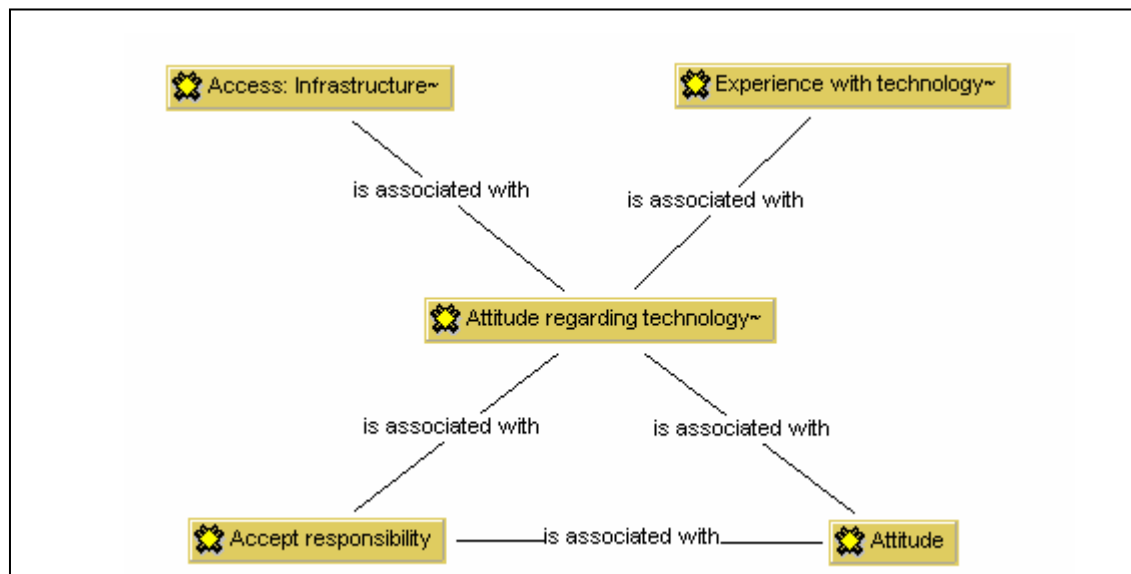 Access: Infrastructure~
Experience with technology~
is associated with
is associated with
Attitude regarding technology~
is associated with
is associated with
Accept responsibility
is associated with
Attitude